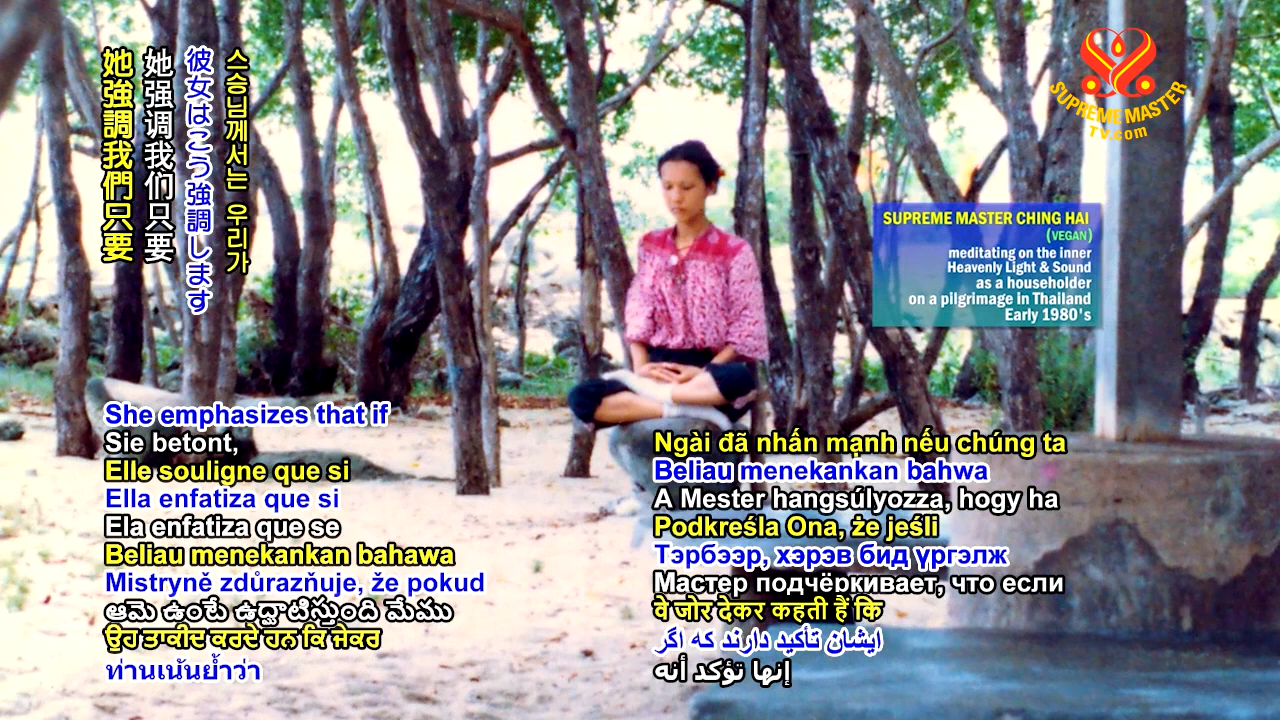 她強調我們只要
她强调我们只要
彼女はこう強調します
스승님께서는 우리가
SUPREME MASTER
TV.com
SUPREME MASTER CHING HAI
(VEGAN)
meditating on the inner
Heavenly Light & Sound
as a householder
on a pilgrimage in Thailand
Early 1980's
She emphasizes that if
Sie betont,
Elle souligne que si
Ella enfatiza que si
Ela enfatiza que se
Beliau menekankan bahawa
Mistryně zdůrazňuje, že pokud
ఆమె ఉంటే ఉద్ఘాటిస్తుంది మేము
ਉਹ ਤਾਕੀਦ ਕਰਦੇ ਹਨ ਕਿ ਜੇਕਰ
ท่านเน้นย้ำว่า
Ngài đã nhấn mạnh nếu chúng ta
Beliau menekankan bahwa
A Mester hangsúlyozza, hogy ha
Podkreśla Ona, że jeśli
Тэрбээр, хэрэв бид үргэлж
Мастер подчёркивает, что если
वे जोर देकर कहती हैं कि
ایشان تأکید دارند که اگر
إنها تؤكد أنه